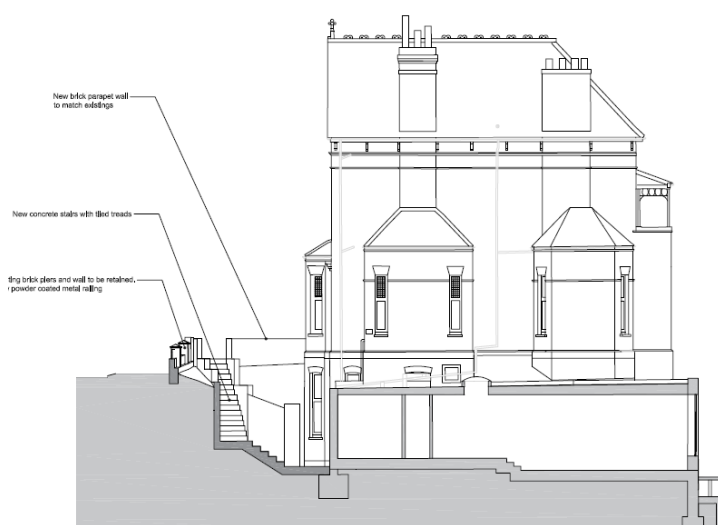 New brick parapet wall
to match existings
New concrete stairs with tiled treads
ting brick piers and wall to be retained,
powder coated metal railing